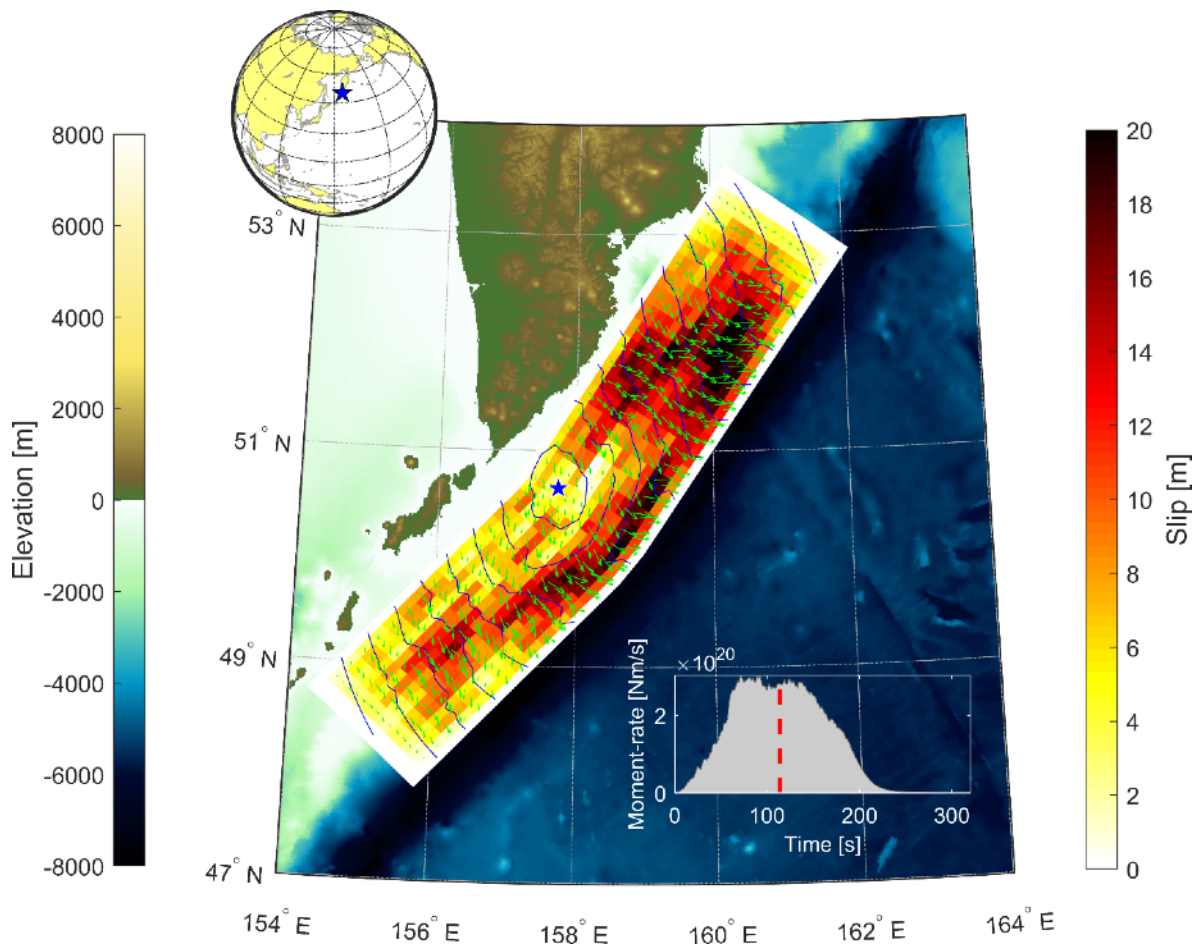 8000
6000
4000
2000
0
-2000
-4000
-6000
-8000
Elevation [m]
53° N
51° N
49° N
47° N
154° E
156° E
158° E
160° E
162° E
164° E
×10²⁰
Moment-rate [Nm/s]
2
0
0
100
200
300
Time [s]
20
18
16
14
12
10
8
6
4
2
0
Slip [m]